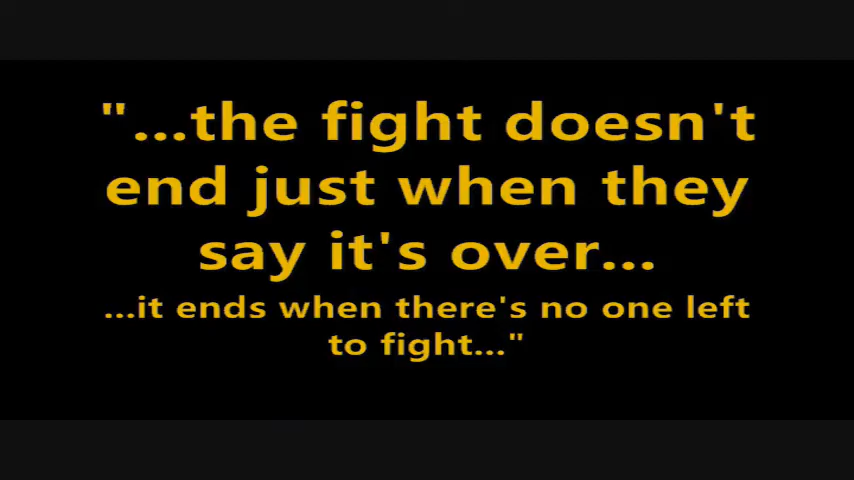 "...the fight doesn't
end just when they
say it's over...
...it ends when there's no one left
to fight..."